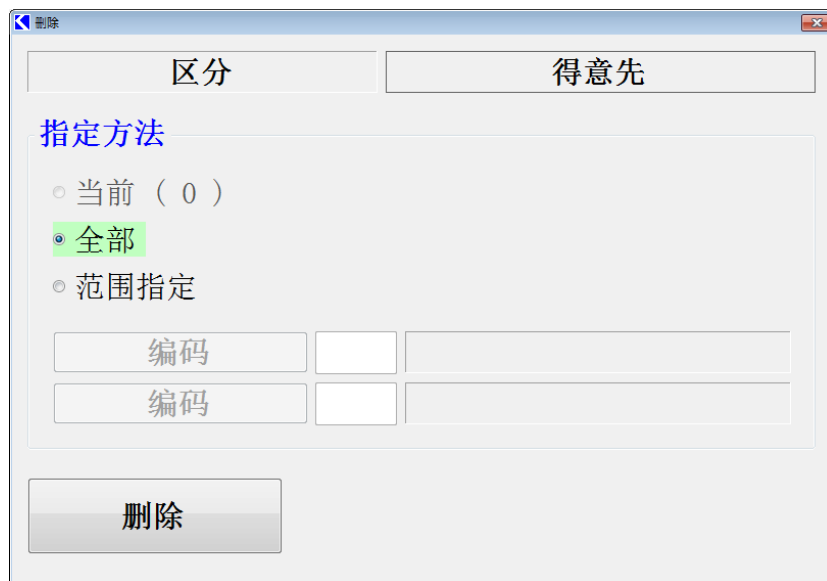 删除
区分 得意先
指定方法
当前 ( 0 )
全部
范围指定
编码
编码
删除